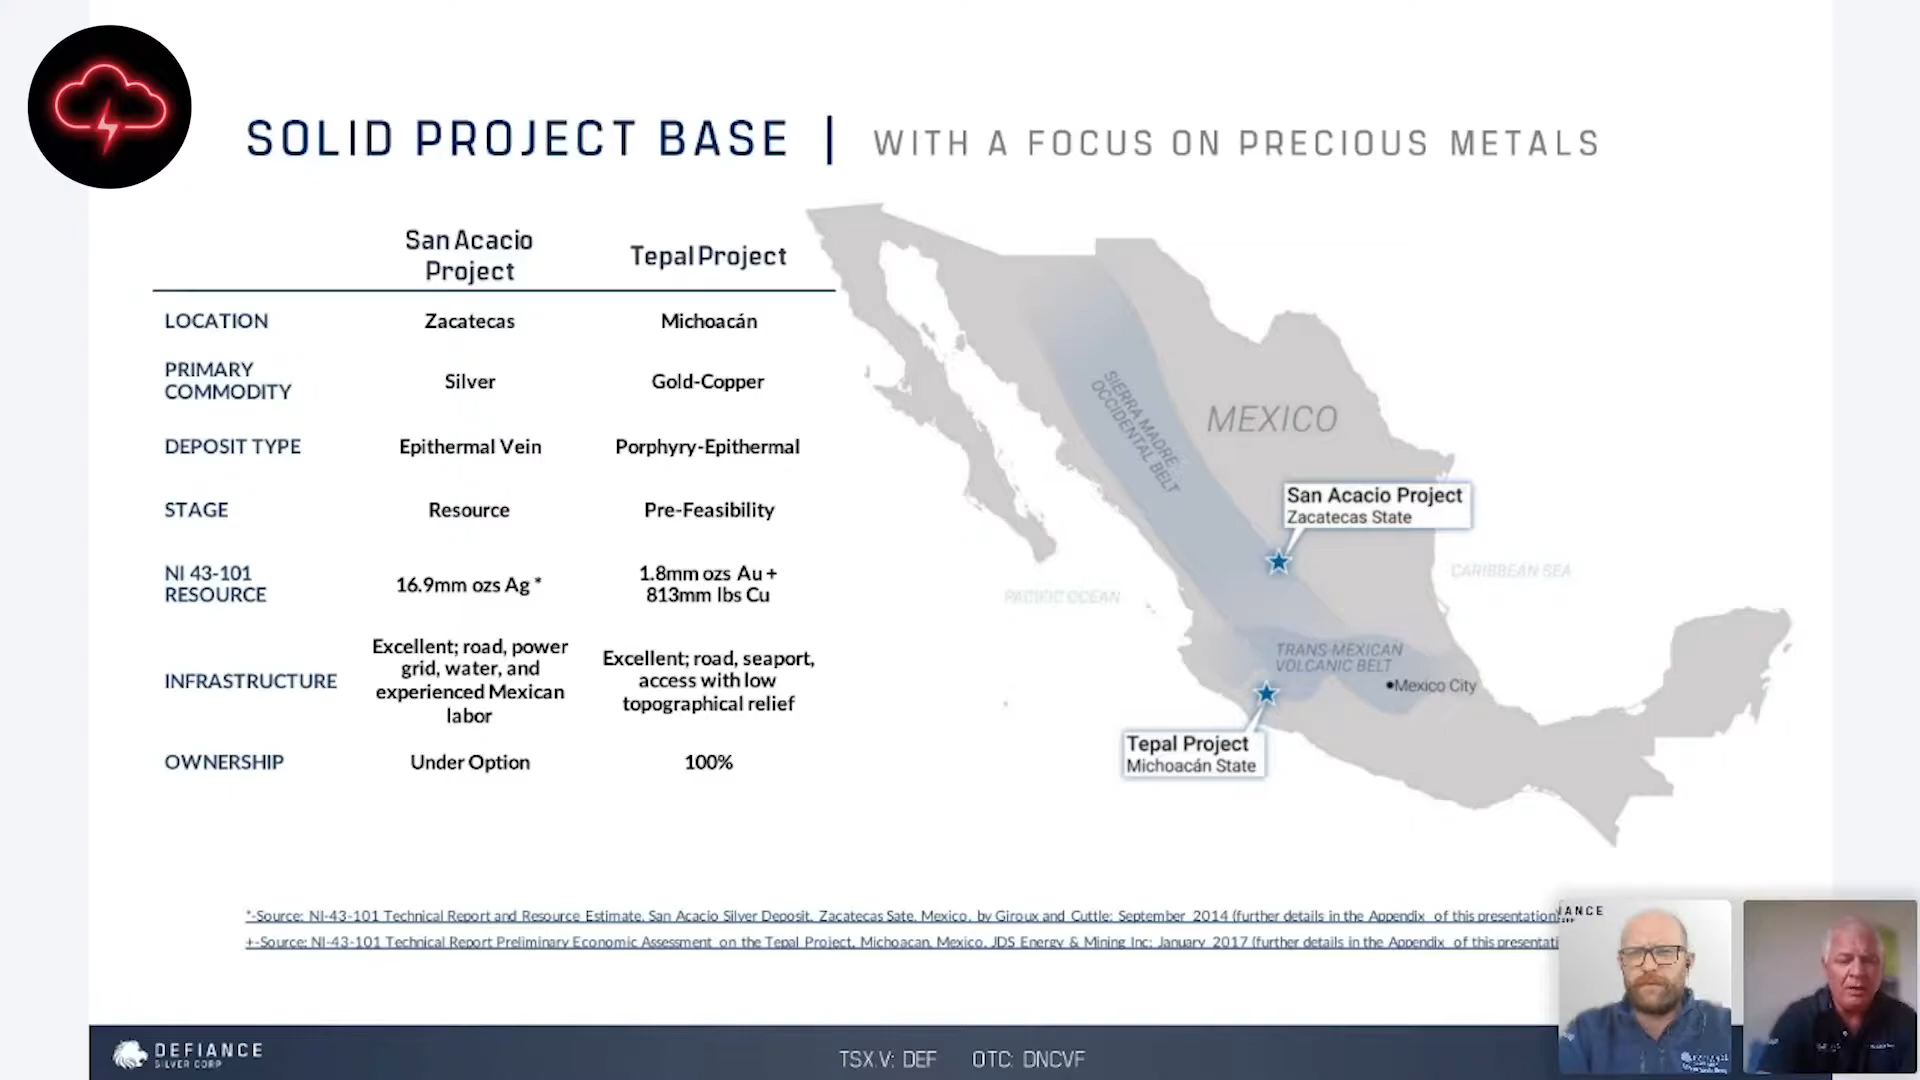 SOLID PROJECT BASE | WITH A FOCUS ON PRECIOUS METALS
San Acacio
Project
Tepal Project
LOCATION
Zacatecas
Michoacán
PRIMARY
COMMODITY
Silver
Gold-Copper
DEPOSIT TYPE
Epithermal Vein
Porphyry-Epithermal
STAGE
Resource
Pre-Feasibility
NI 43-101
RESOURCE
16.9mm ozs Ag *
1.8mm ozs Au +
813mm lbs Cu
INFRASTRUCTURE
Excellent; road, power
grid, water, and
experienced Mexican
labor
Excellent; road, seaport,
access with low
topographical relief
OWNERSHIP
Under Option
100%
SIERRA MADRE
OCCIDENTAL BELT
MEXICO
San Acacio Project
Zacatecas State
PACIFIC OCEAN
CARIBBEAN SEA
TRANS-MEXICAN
VOLCANIC BELT
Mexico City
Tepal Project
Michoacán State
*-Source: NI-43-101 Technical Report and Resource Estimate, San Acacio Silver Deposit, Zacatecas Sate, Mexico, by Giroux and Cuttle; September 2014 (further details in the Appendix of this presentation)
+-Source: NI-43-101 Technical Report Preliminary Economic Assessment on the Tepal Project, Michoacan, Mexico, JDS Energy & Mining Inc; January 2017 (further details in the Appendix of this presentati
IANCE
DEFIANCE
SILVER CORP
TSX.V: DEF
OTC: DNCVF